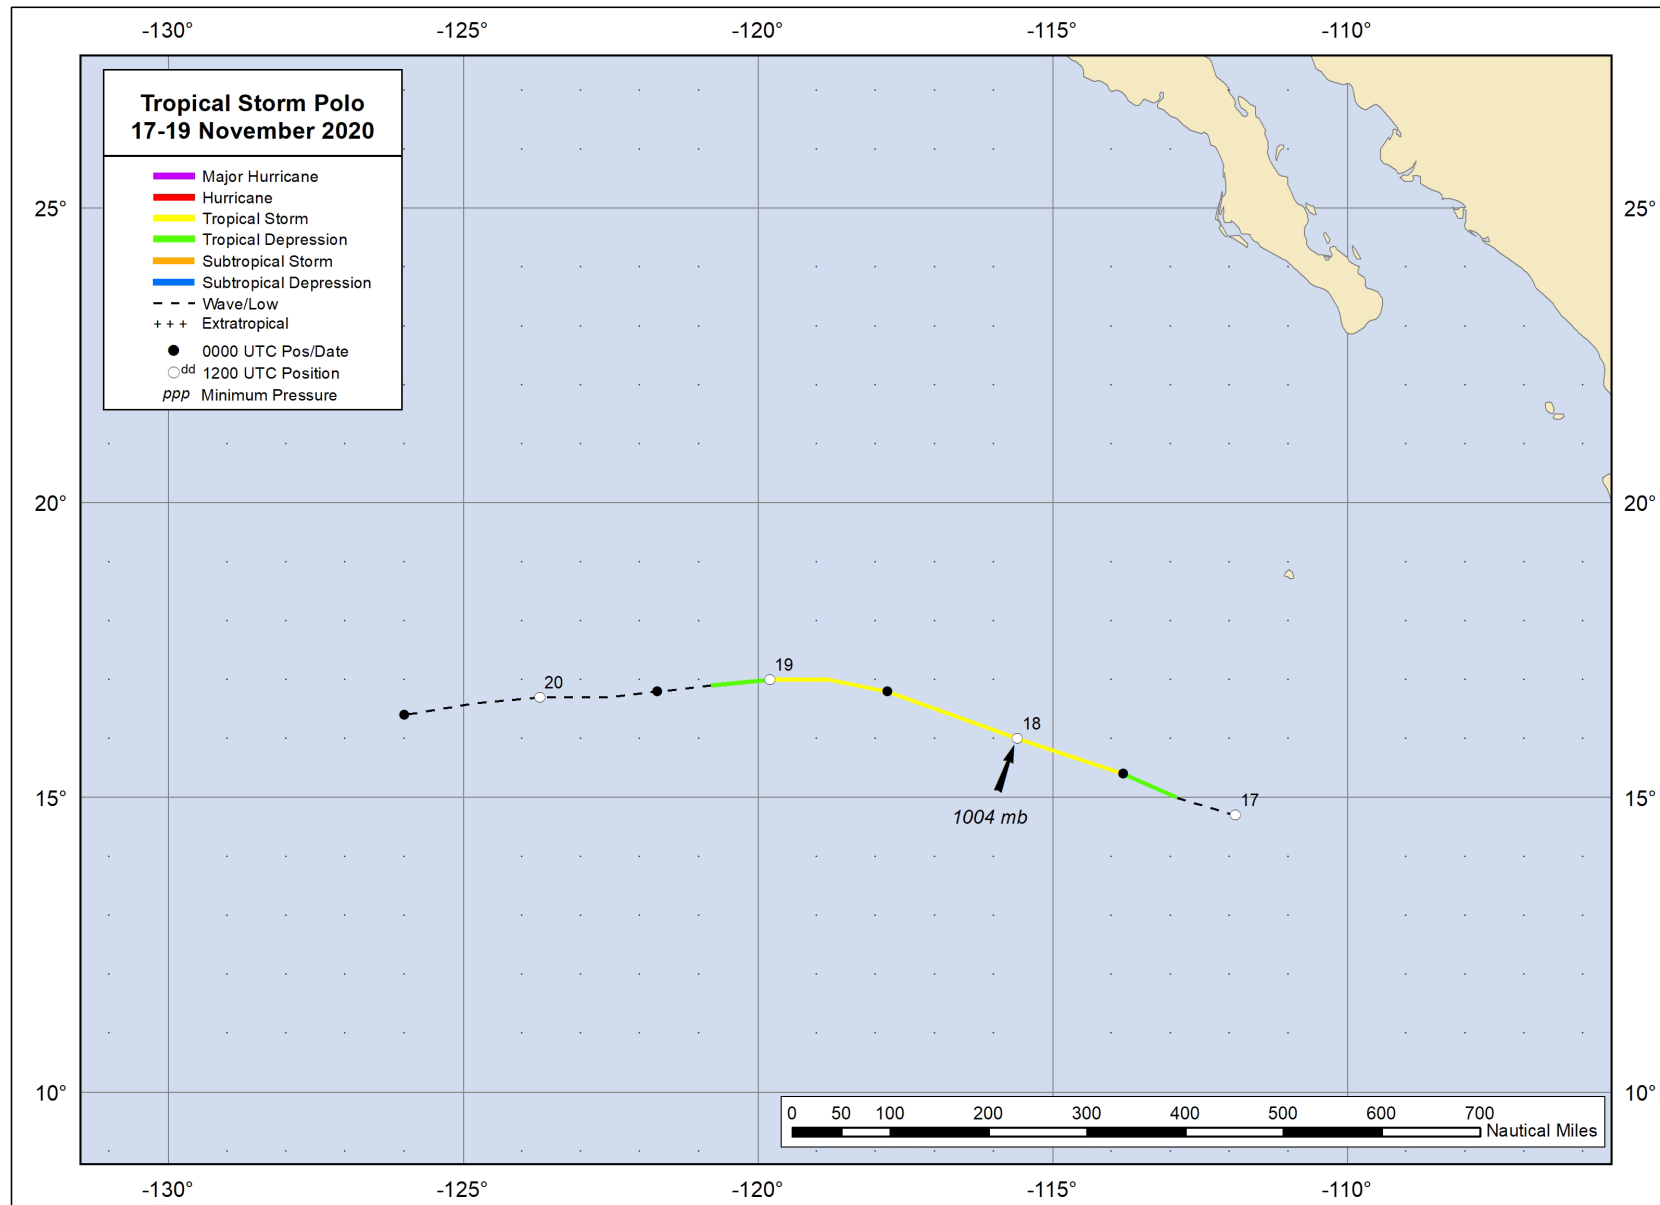 -130° -125° -120° -115° -110°
Tropical Storm Polo
17-19 November 2020
Major Hurricane
Hurricane
Tropical Storm
Tropical Depression
Subtropical Storm
Subtropical Depression
Wave/Low
+++ Extratropical
0000 UTC Pos/Date
dd 1200 UTC Position
ppp Minimum Pressure
25° 25°
20° 20°
19
20
18
15° 15°
17
1004 mb
10° 10°
0 50 100 200 300 400 500 600 700
Nautical Miles
-130° -125° -120° -115° -110°